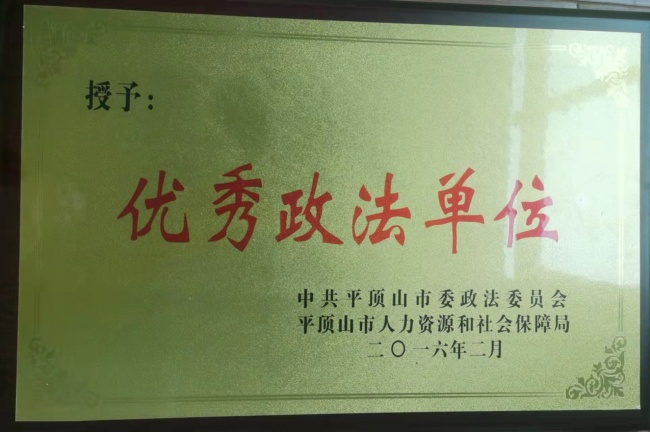 授予：
优秀政法单位
中共平顶山市委政法委员会
平顶山市人力资源和社会保障局
二〇一六年二月